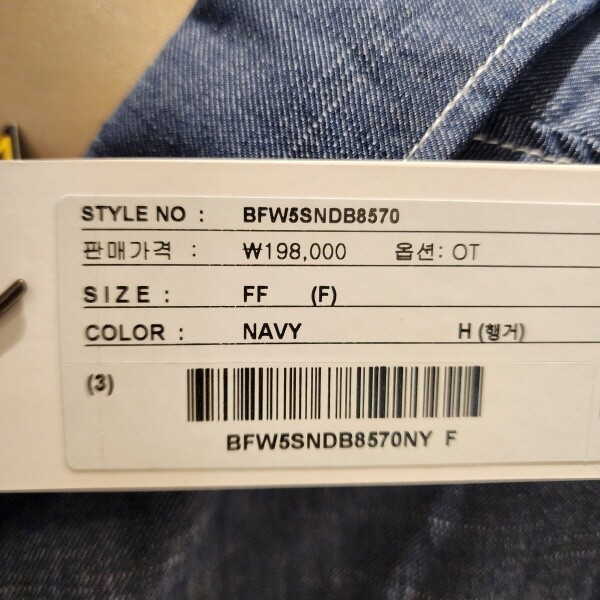 STYLE NO : BFW5SNDB8570
판매가격 : ₩198,000 옵션: OT
SIZE : FF (F)
COLOR : NAVY H (행거)
(3)
BFW5SNDB8570NY F